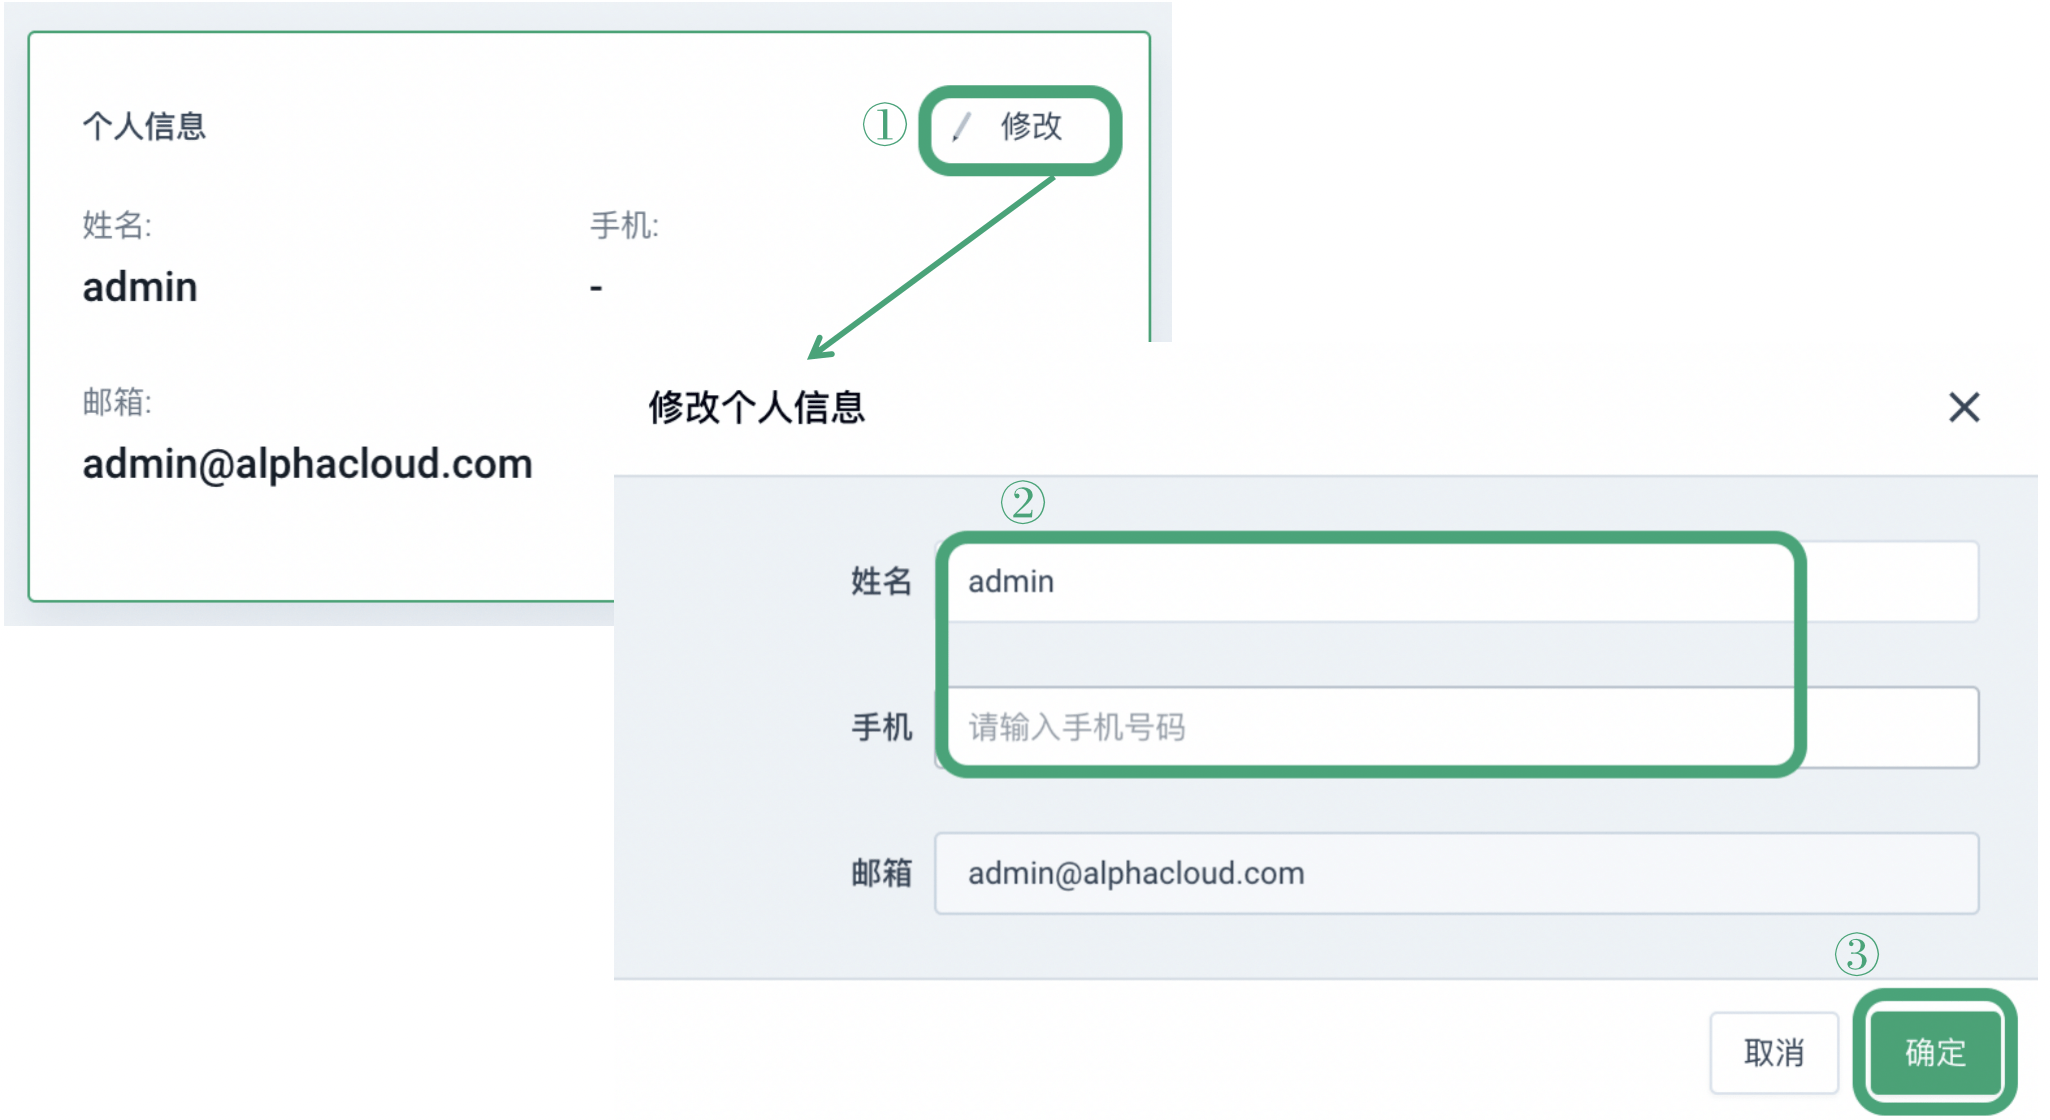 个人信息
① 修改
姓名:
手机:
admin
-
邮箱:
admin@alphacloud.com
修改个人信息
②
姓名 admin
手机 请输入手机号码
邮箱 admin@alphacloud.com
③
取消 确定